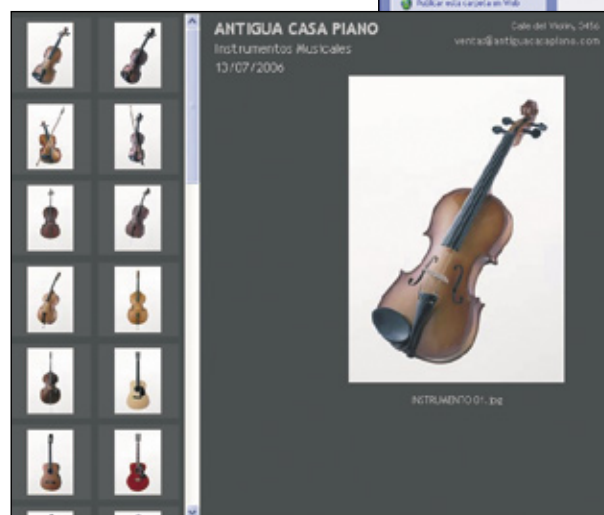 Publicar esta carpeta en Web
ANTIGUA CASA PIANO
Instrumentos Musicales
13/07/2006
Calle del Violín, 3456
ventas@antiguacasapiano.com
INSTRUMENTO 01.jpg